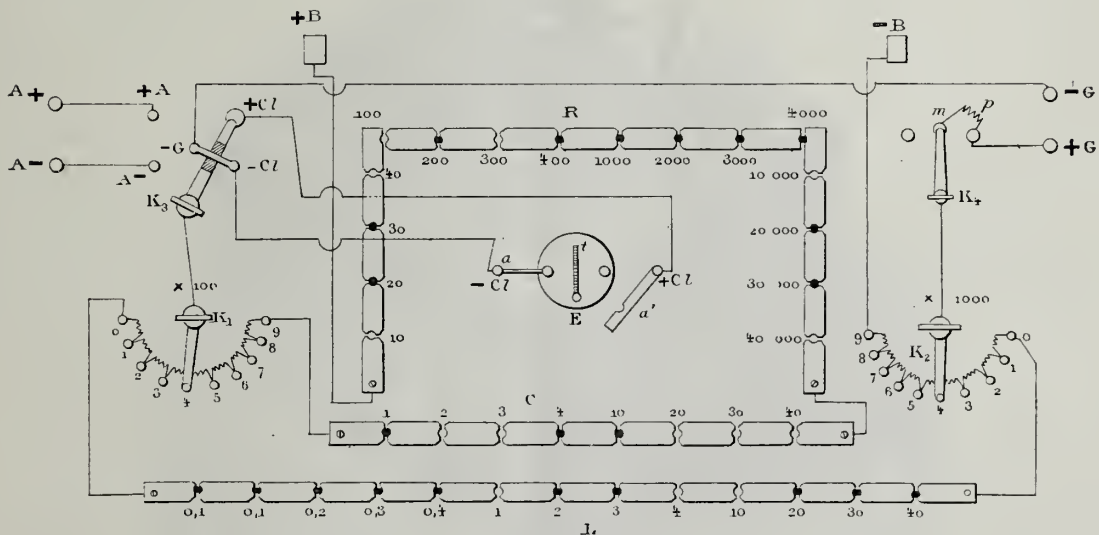 +B
−B
A+ +A
+Cl
−G
−Cl
A− A−
K3
100 R 4000
200 300 400 1000 2000 3000
m p
−G
+G
40
30
20
10
10 000
20 000
30 000
40 000
K4
a t
− Cl +Cl
E a'
× 100
K1
0 1 2 3 4 5 6 7 8 9
× 1000
K2
9 8 7 6 5 4 3 2 1 0
C
1 2 3 4 10 20 30 40
0,1 0,1 0,2 0,3 0,4 1 2 3 4 10 20 30 40
L